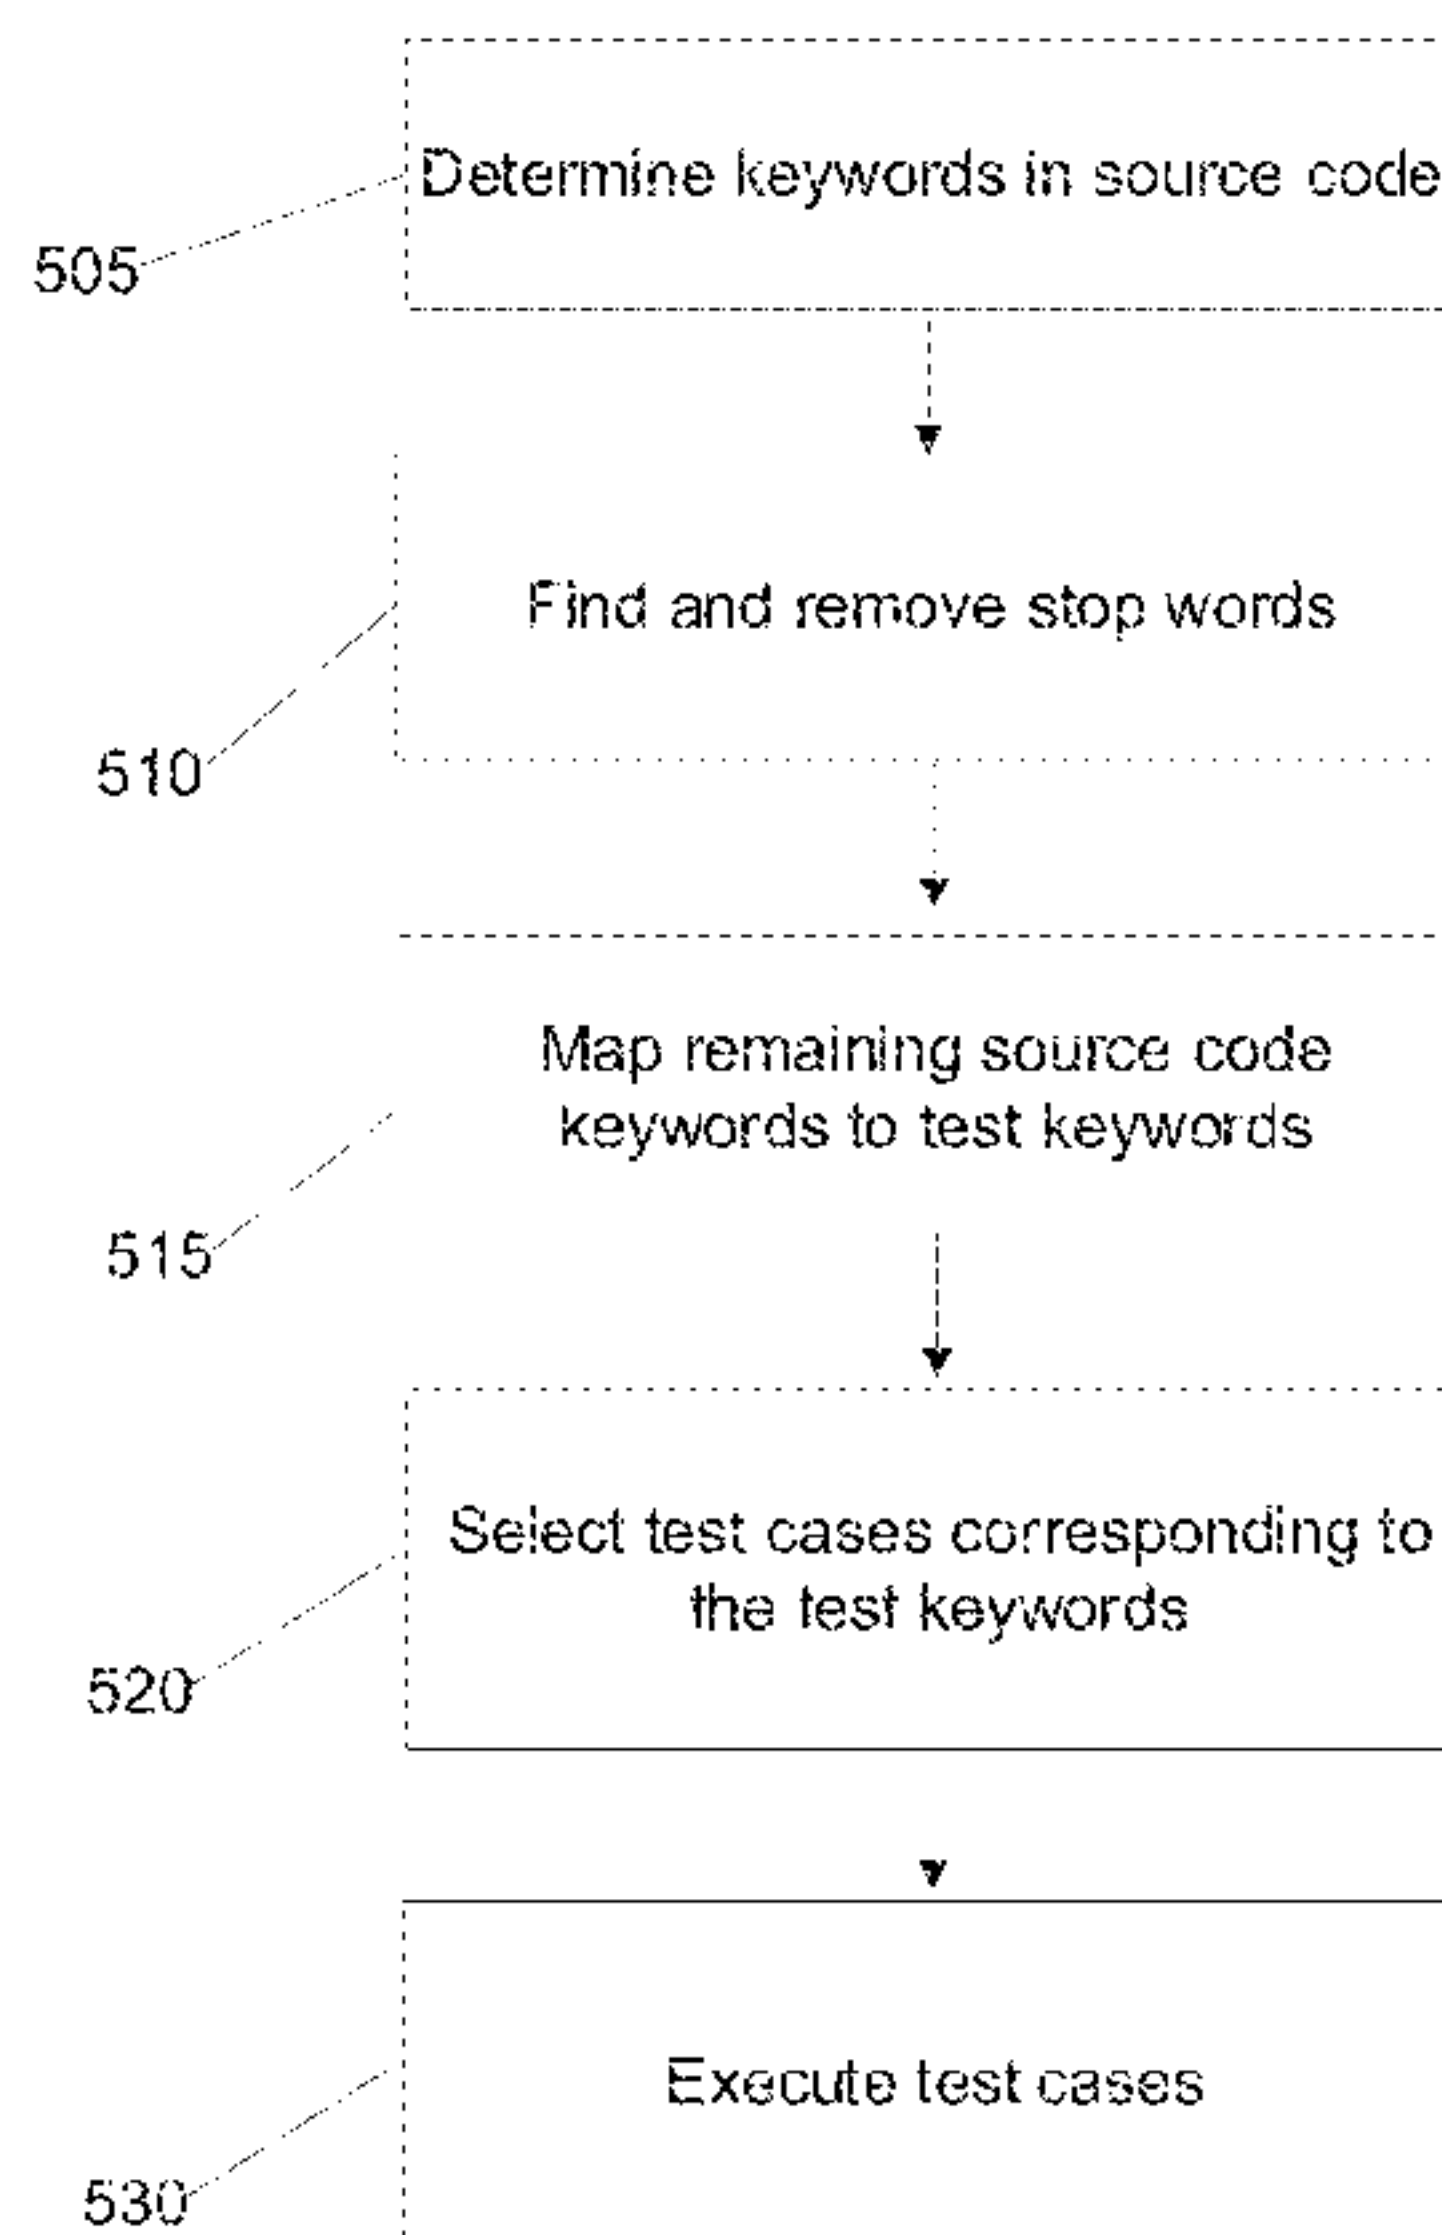 Determine keywords in source code
505
Find and remove stop words
510
Map remaining source code
keywords to test keywords
515
Select test cases corresponding to
the test keywords
520
Execute test cases
530